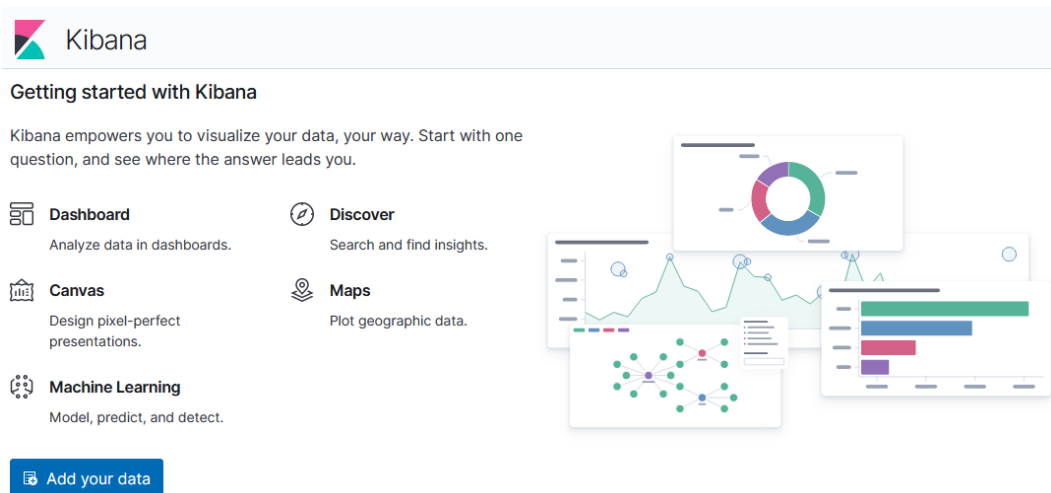 Kibana
Getting started with Kibana
Kibana empowers you to visualize your data, your way. Start with one
question, and see where the answer leads you.
Dashboard
Analyze data in dashboards.
Discover
Search and find insights.
Canvas
Design pixel-perfect
presentations.
Maps
Plot geographic data.
Machine Learning
Model, predict, and detect.
Add your data